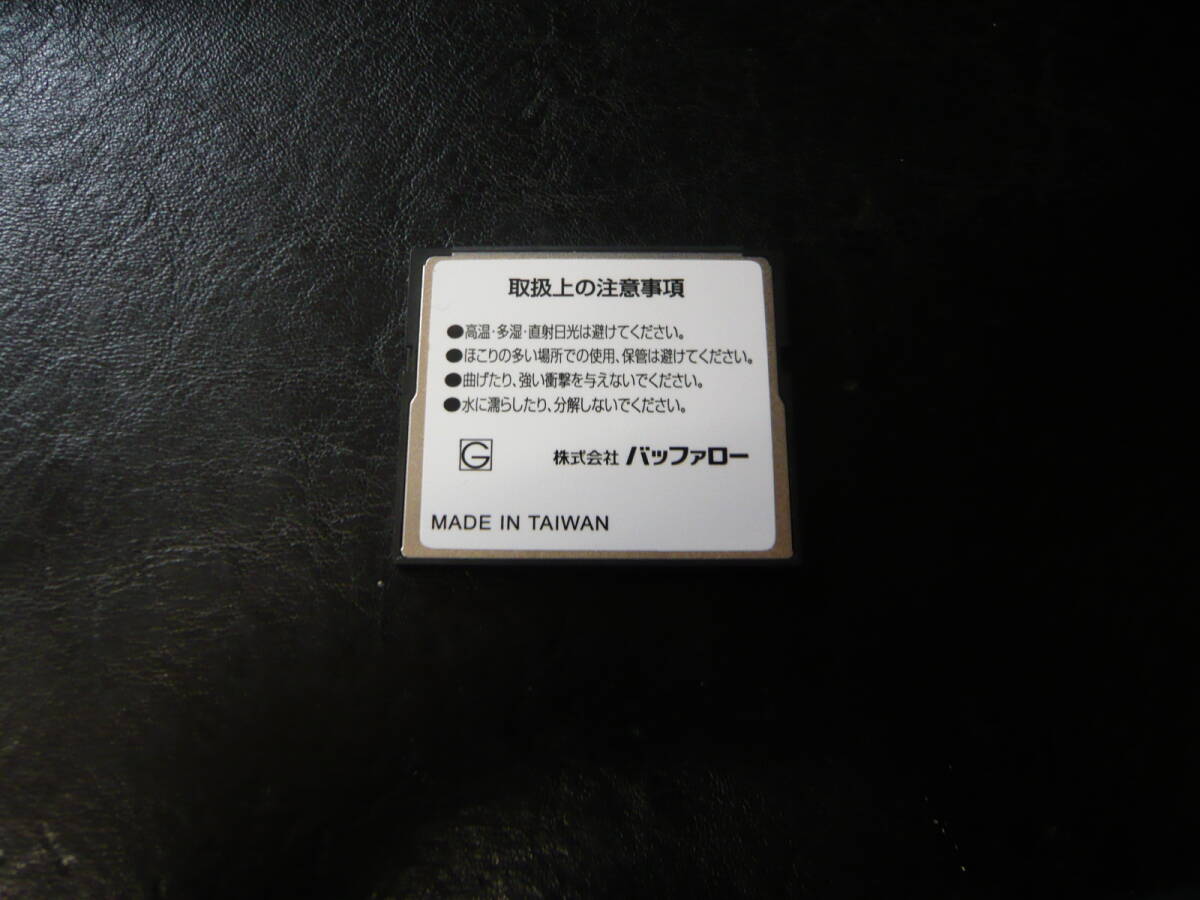 取扱上の注意事項
●高温・多湿・直射日光は避けてください。
●ほこりの多い場所での使用、保管は避けてください。
●曲げたり、強い衝撃を与えないでください。
●水に濡らしたり、分解しないでください。
G 株式会社 バッファロー
MADE IN TAIWAN